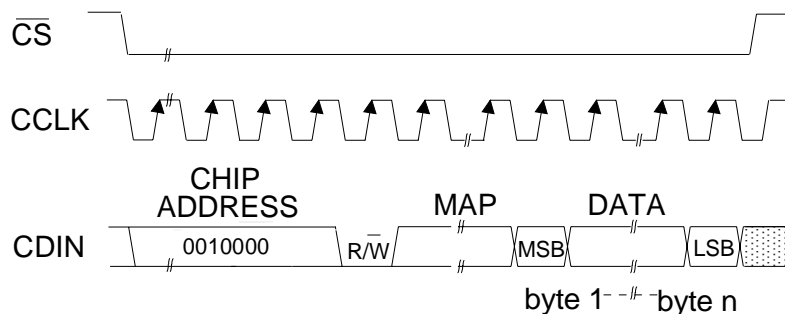 CS
CCLK
CHIP
ADDRESS
MAP
DATA
CDIN
0010000
R/W
MSB
LSB
byte 1
byte n